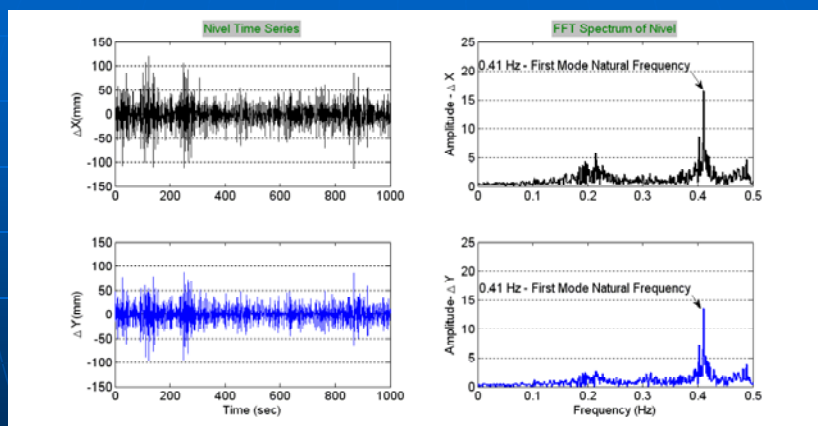 Nivel Time Series
150
100
50
0
-50
-100
-150
ΔX(mm)
0 200 400 600 800 1000
FFT Spectrum of Nivel
25
20
15
10
5
0
Amplitude - Δ X
0.41 Hz - First Mode Natural Frequency
0 0.1 0.2 0.3 0.4 0.5
150
100
50
0
-50
-100
-150
Δ Y(mm)
0 200 400 600 800 1000
Time (sec)
25
20
15
10
5
0
Amplitude- Δ Y
0.41 Hz - First Mode Natural Frequency
0 0.1 0.2 0.3 0.4 0.5
Frequency (Hz)